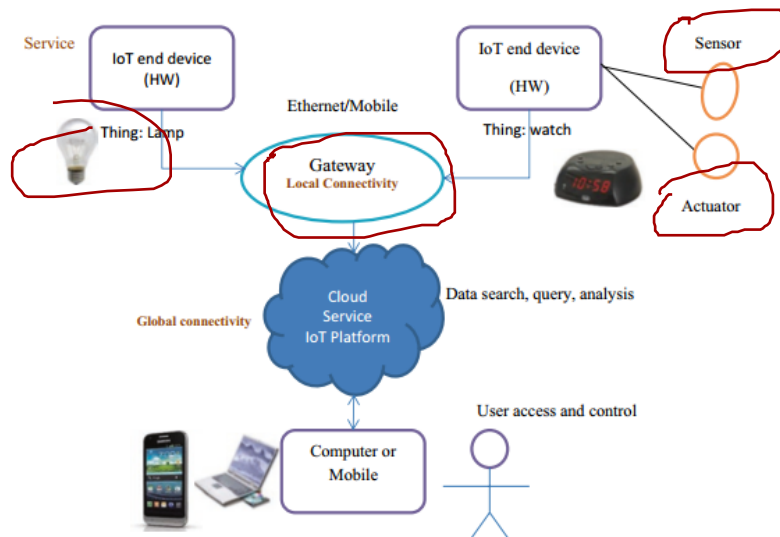 Service
IoT end device
(HW)
IoT end device
(HW)
Sensor
Ethernet/Mobile
Thing: Lamp
Thing: watch
Gateway
Local Connectivity
10:58
Actuator
Cloud
Service
IoT Platform
Data search, query, analysis
Global connectivity
User access and control
Computer or
Mobile